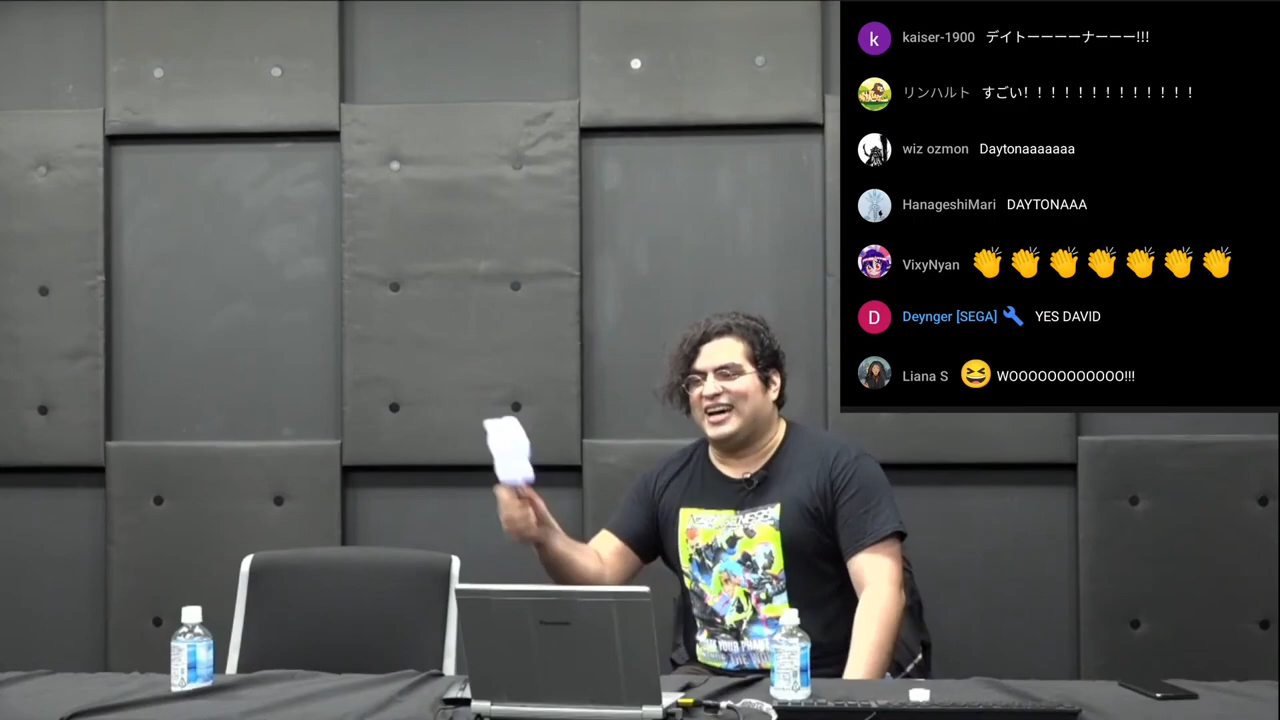 kaiser-1900 デイトーーーーナーーー!!!
リンハルト すごい！！！！！！！！！！！！！
wiz ozmon Daytonaaaaaaa
HanageshiMari DAYTONAAA
VixyNyan 👏👏👏👏👏👏👏
D Deynger [SEGA] 🔧 YES DAVID
Liana S 😆 WOOOOOOOOOOOO!!!
Panasonic